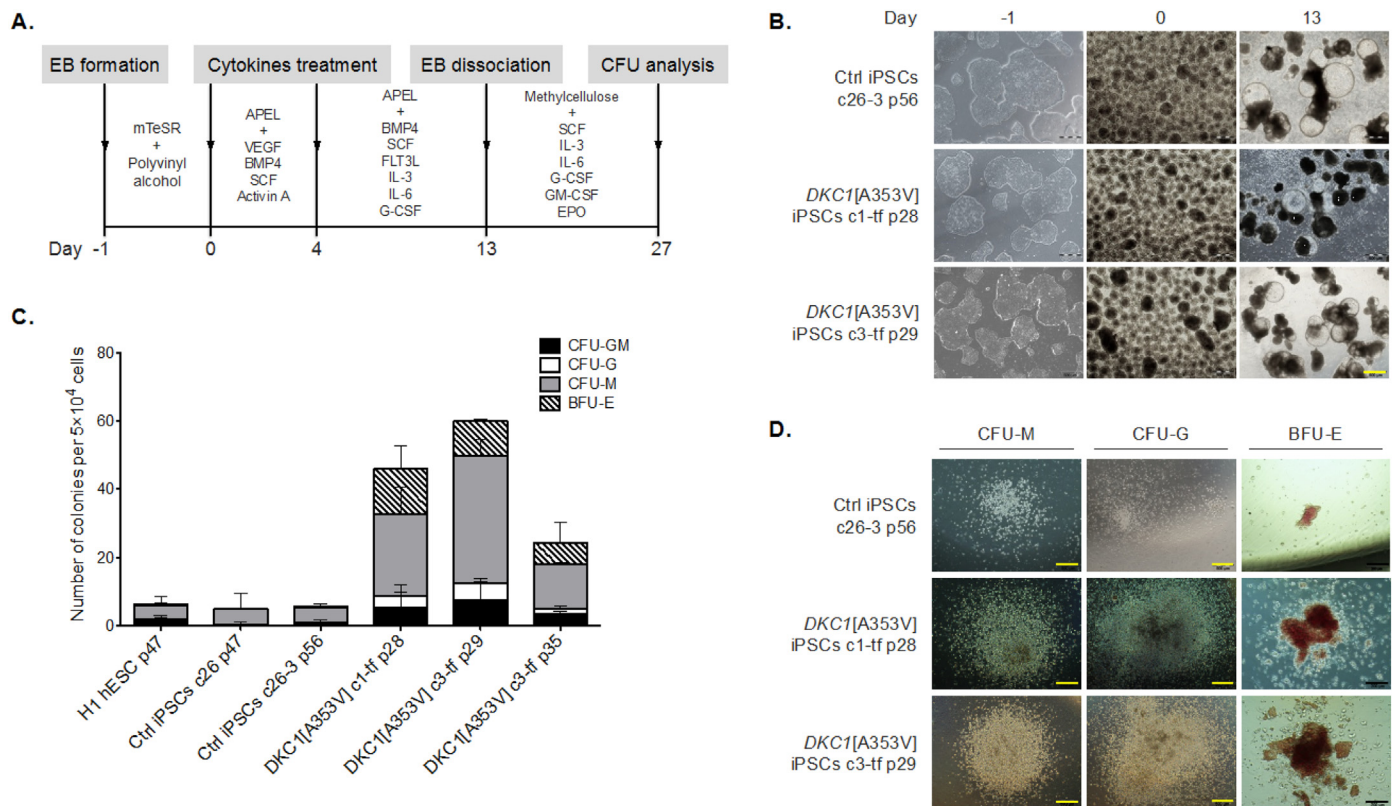 A.
EB formation
Cytokines treatment
EB dissociation
CFU analysis
mTeSR
+
Polyvinyl
alcohol
APEL
+
VEGF
BMP4
SCF
Activin A
APEL
+
BMP4
SCF
FLT3L
IL-3
IL-6
G-CSF
Methylcellulose
+
SCF
IL-3
IL-6
G-CSF
GM-CSF
EPO
Day -1 0 4 13 27
B.
Day -1 0 13
Ctrl iPSCs
c26-3 p56
DKC1[A353V]
iPSCs c1-tf p28
DKC1[A353V]
iPSCs c3-tf p29
C.
Number of colonies per 5×10⁴ cells
80
60
40
20
0
CFU-GM
CFU-G
CFU-M
BFU-E
H1 hESC p47
Ctrl iPSCs c26 p47
Ctrl iPSCs c26-3 p56
DKC1[A353V] c1-tf p28
DKC1[A353V] c3-tf p29
DKC1[A353V] c3-tf p35
D.
CFU-M CFU-G BFU-E
Ctrl iPSCs
c26-3 p56
DKC1[A353V]
iPSCs c1-tf p28
DKC1[A353V]
iPSCs c3-tf p29